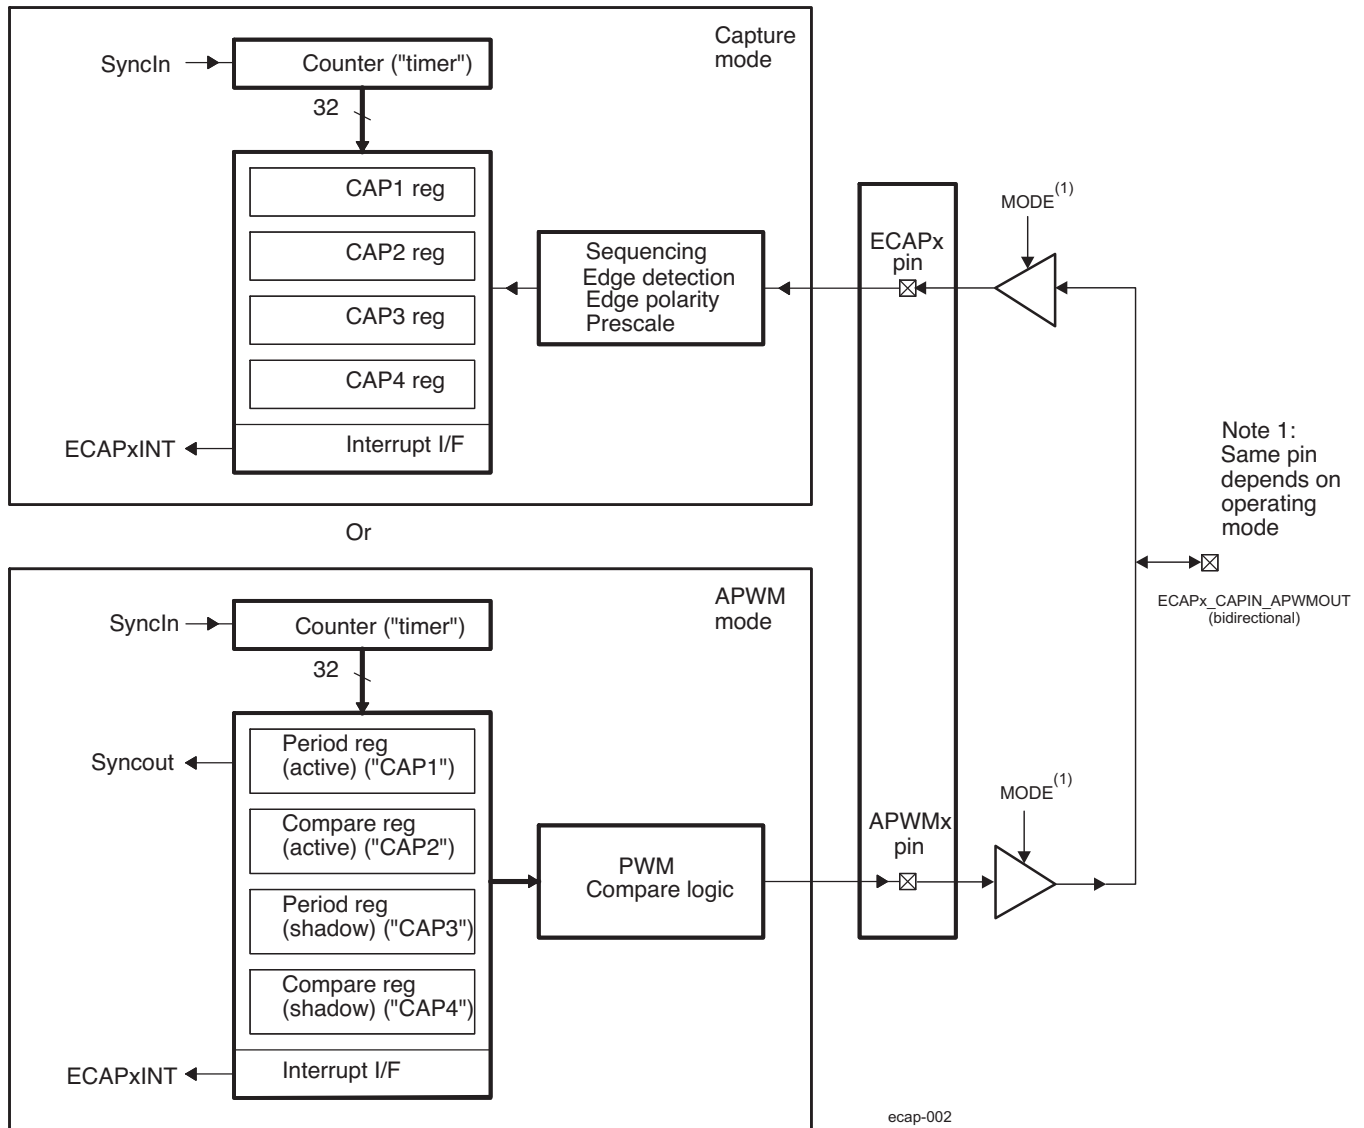 Capture
mode
SyncIn
Counter ("timer")
32
CAP1 reg
CAP2 reg
CAP3 reg
CAP4 reg
Interrupt I/F
ECAPxINT
Sequencing
Edge detection
Edge polarity
Prescale
ECAPx
pin
MODE(1)
Note 1:
Same pin
depends on
operating
mode
ECAPx_CAPIN_APWMOUT
(bidirectional)
Or
APWM
mode
SyncIn
Counter ("timer")
32
Syncout
Period reg
(active) ("CAP1")
Compare reg
(active) ("CAP2")
Period reg
(shadow) ("CAP3")
Compare reg
(shadow) ("CAP4")
Interrupt I/F
ECAPxINT
PWM
Compare logic
APWMx
pin
MODE(1)
ecap-002